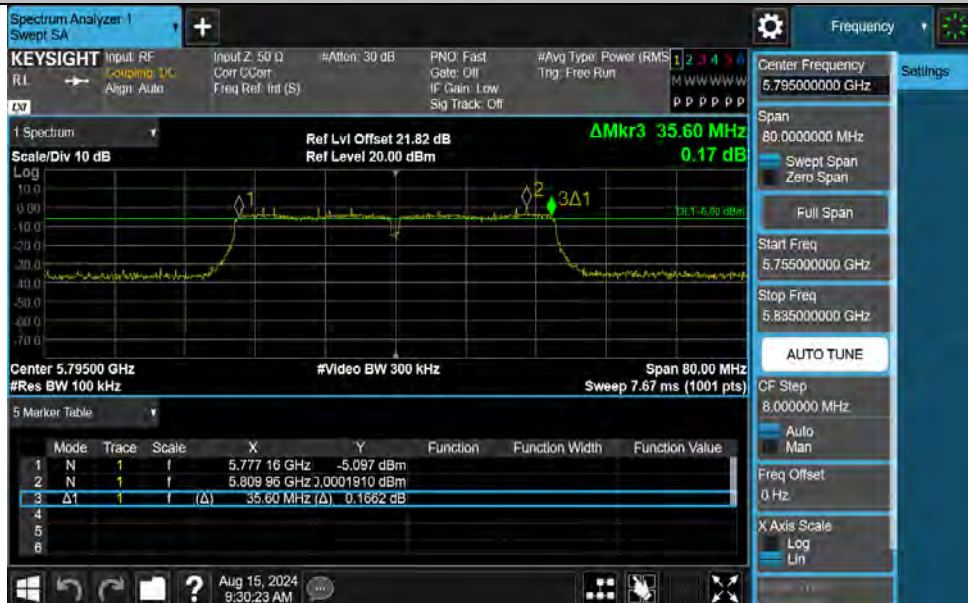 Spectrum Analyzer 1
Swept SA
+
Frequency
KEYSIGHT
Input: RF
Coupling: DC
Align: Auto
Input Z: 50 Ω
Corr CCorr
Freq Ref: Int (S)
#Atten: 30 dB
PNO: Fast
Gate: Off
IF Gain: Low
Sig Track: Off
#Avg Type: Power (RMS
Trig: Free Run
1 2 3 4 5 6
M W W W W W
P P P P P P
LXI
1 Spectrum
Scale/Div 10 dB
Ref Lvl Offset 21.82 dB
Ref Level 20.00 dBm
ΔMkr3 35.60 MHz
0.17 dB
Log
10.0
0.00
-10.0
-20.0
-30.0
-40.0
-50.0
-60.0
-70.0
1
2
3Δ1
DL1 -6.00 dBm
Center 5.79500 GHz
#Res BW 100 kHz
#Video BW 300 kHz
Span 80.00 MHz
Sweep 7.67 ms (1001 pts)
5 Marker Table
Mode Trace Scale X Y Function Function Width Function Value
1 N 1 f 5.777 16 GHz -5.097 dBm
2 N 1 f 5.809 96 GHz 0.0001910 dBm
3 Δ1 1 f (Δ) 35.60 MHz (Δ) 0.1662 dB
4
5
6
Aug 15, 2024
9:30:23 AM
?
Center Frequency
5.795000000 GHz
Settings
Span
80.0000000 MHz
Swept Span
Zero Span
Full Span
Start Freq
5.755000000 GHz
Stop Freq
5.835000000 GHz
AUTO TUNE
CF Step
8.000000 MHz
Auto
Man
Freq Offset
0 Hz
X Axis Scale
Log
Lin